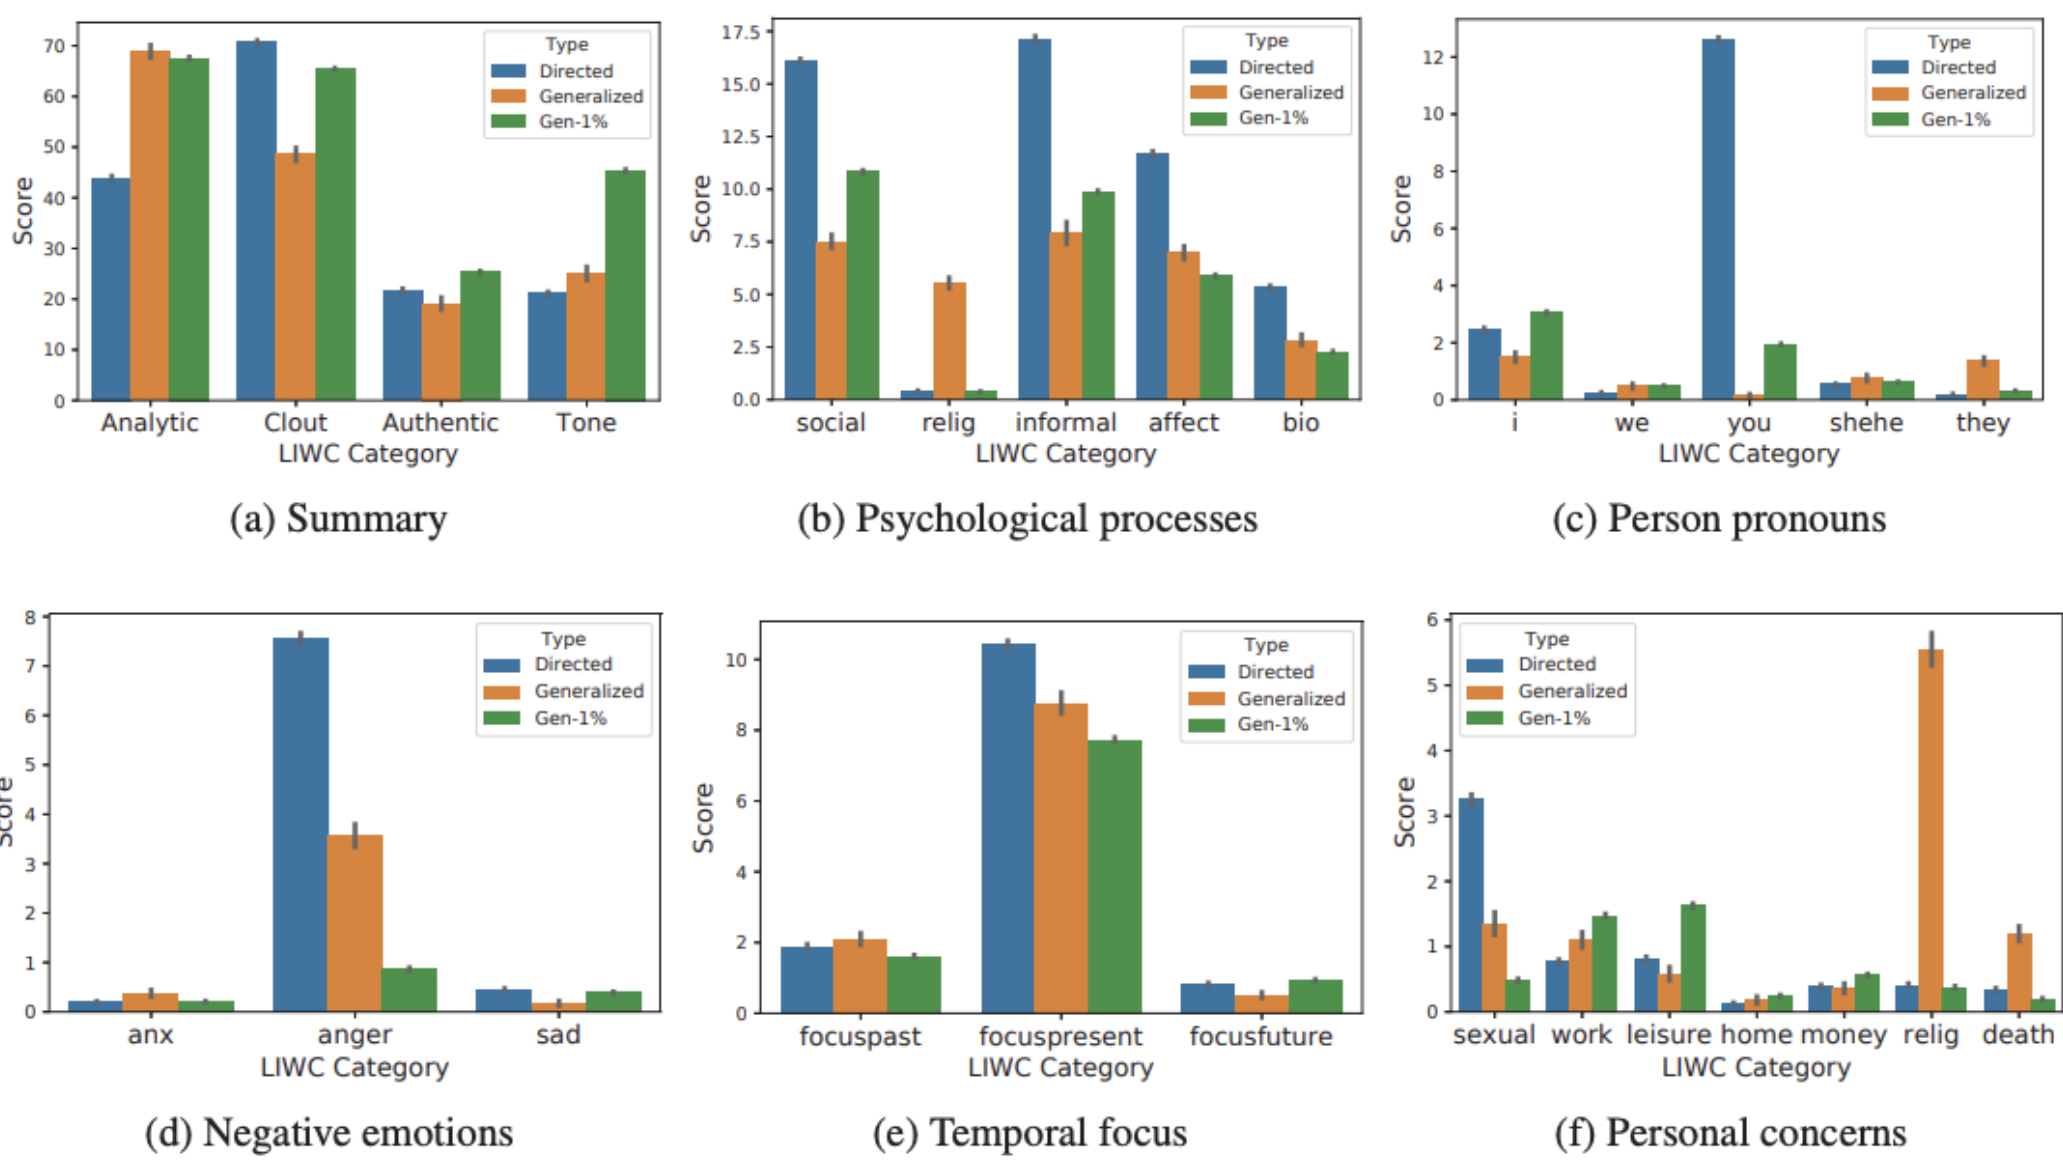 70
60
50
40
30
20
10
0
Score
Type
Directed
Generalized
Gen-1%
Analytic Clout Authentic Tone
LIWC Category
(a) Summary
17.5
15.0
12.5
10.0
7.5
5.0
2.5
0.0
Score
Type
Directed
Generalized
Gen-1%
social relig informal affect bio
LIWC Category
(b) Psychological processes
12
10
8
6
4
2
0
Score
Type
Directed
Generalized
Gen-1%
i we you shehe they
LIWC Category
(c) Person pronouns
8
7
6
5
4
3
2
1
0
Score
Type
Directed
Generalized
Gen-1%
anx anger sad
LIWC Category
(d) Negative emotions
10
8
6
4
2
0
Score
Type
Directed
Generalized
Gen-1%
focuspast focuspresent focusfuture
LIWC Category
(e) Temporal focus
6
5
4
3
2
1
0
Score
Type
Directed
Generalized
Gen-1%
sexual work leisure home money relig death
LIWC Category
(f) Personal concerns